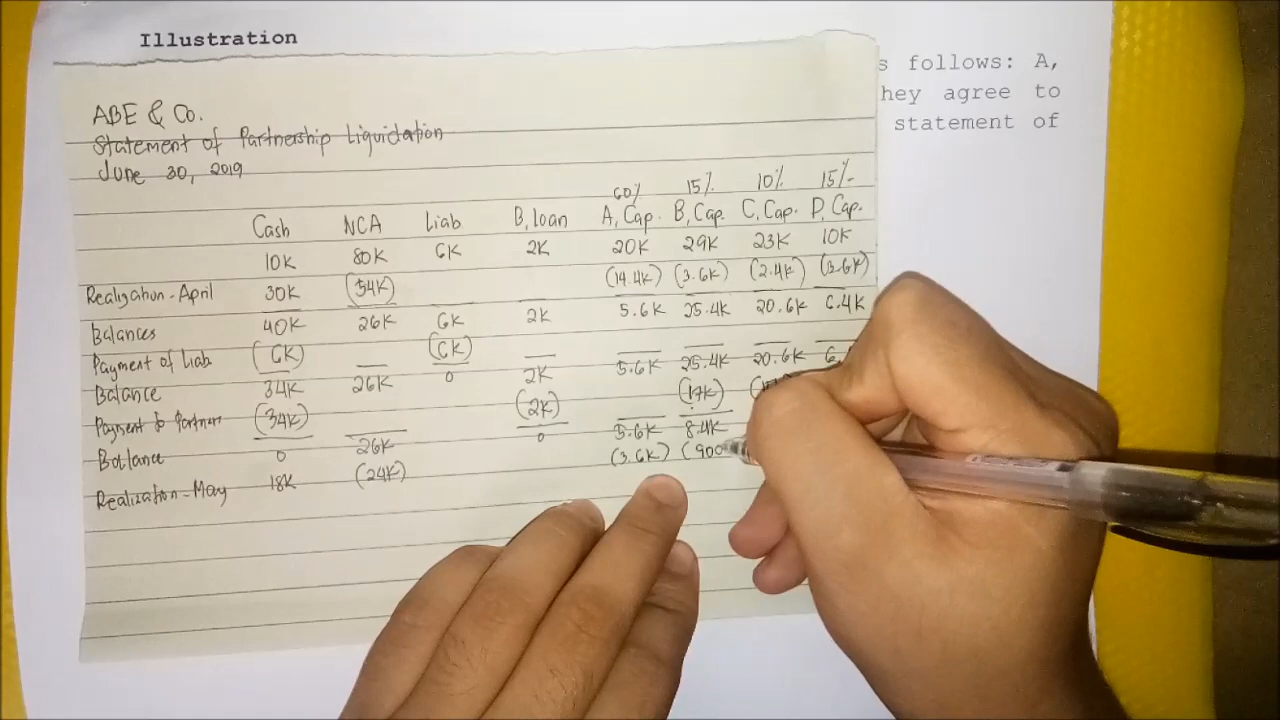 Illustration
s follows: A,
hey agree to
statement of
ABE & Co.
Statement of Partnership Liquidation
June 30, 2019
60% 15% 10% 15%
Cash NCA Liab B, Loan A, Cap. B, Cap. C, Cap. D, Cap.
10K 80K 6K 2K 20K 29K 23K 10K
Realization - April 30K (54K) (14.4K) (3.6K) (2.4K) (3.6K)
Balances 40K 26K 6K 2K 5.6K 25.4K 20.6K 6.4K
Payment of Liab (6K) (6K)
Balance 34K 26K 0 2K 5.6K 25.4K 20.6K
Payment to Partners (34K) (2K) (17K)
Balance 0 26K 0 5.6K 8.4K
Realization - May 18K (24K) (3.6K) (900